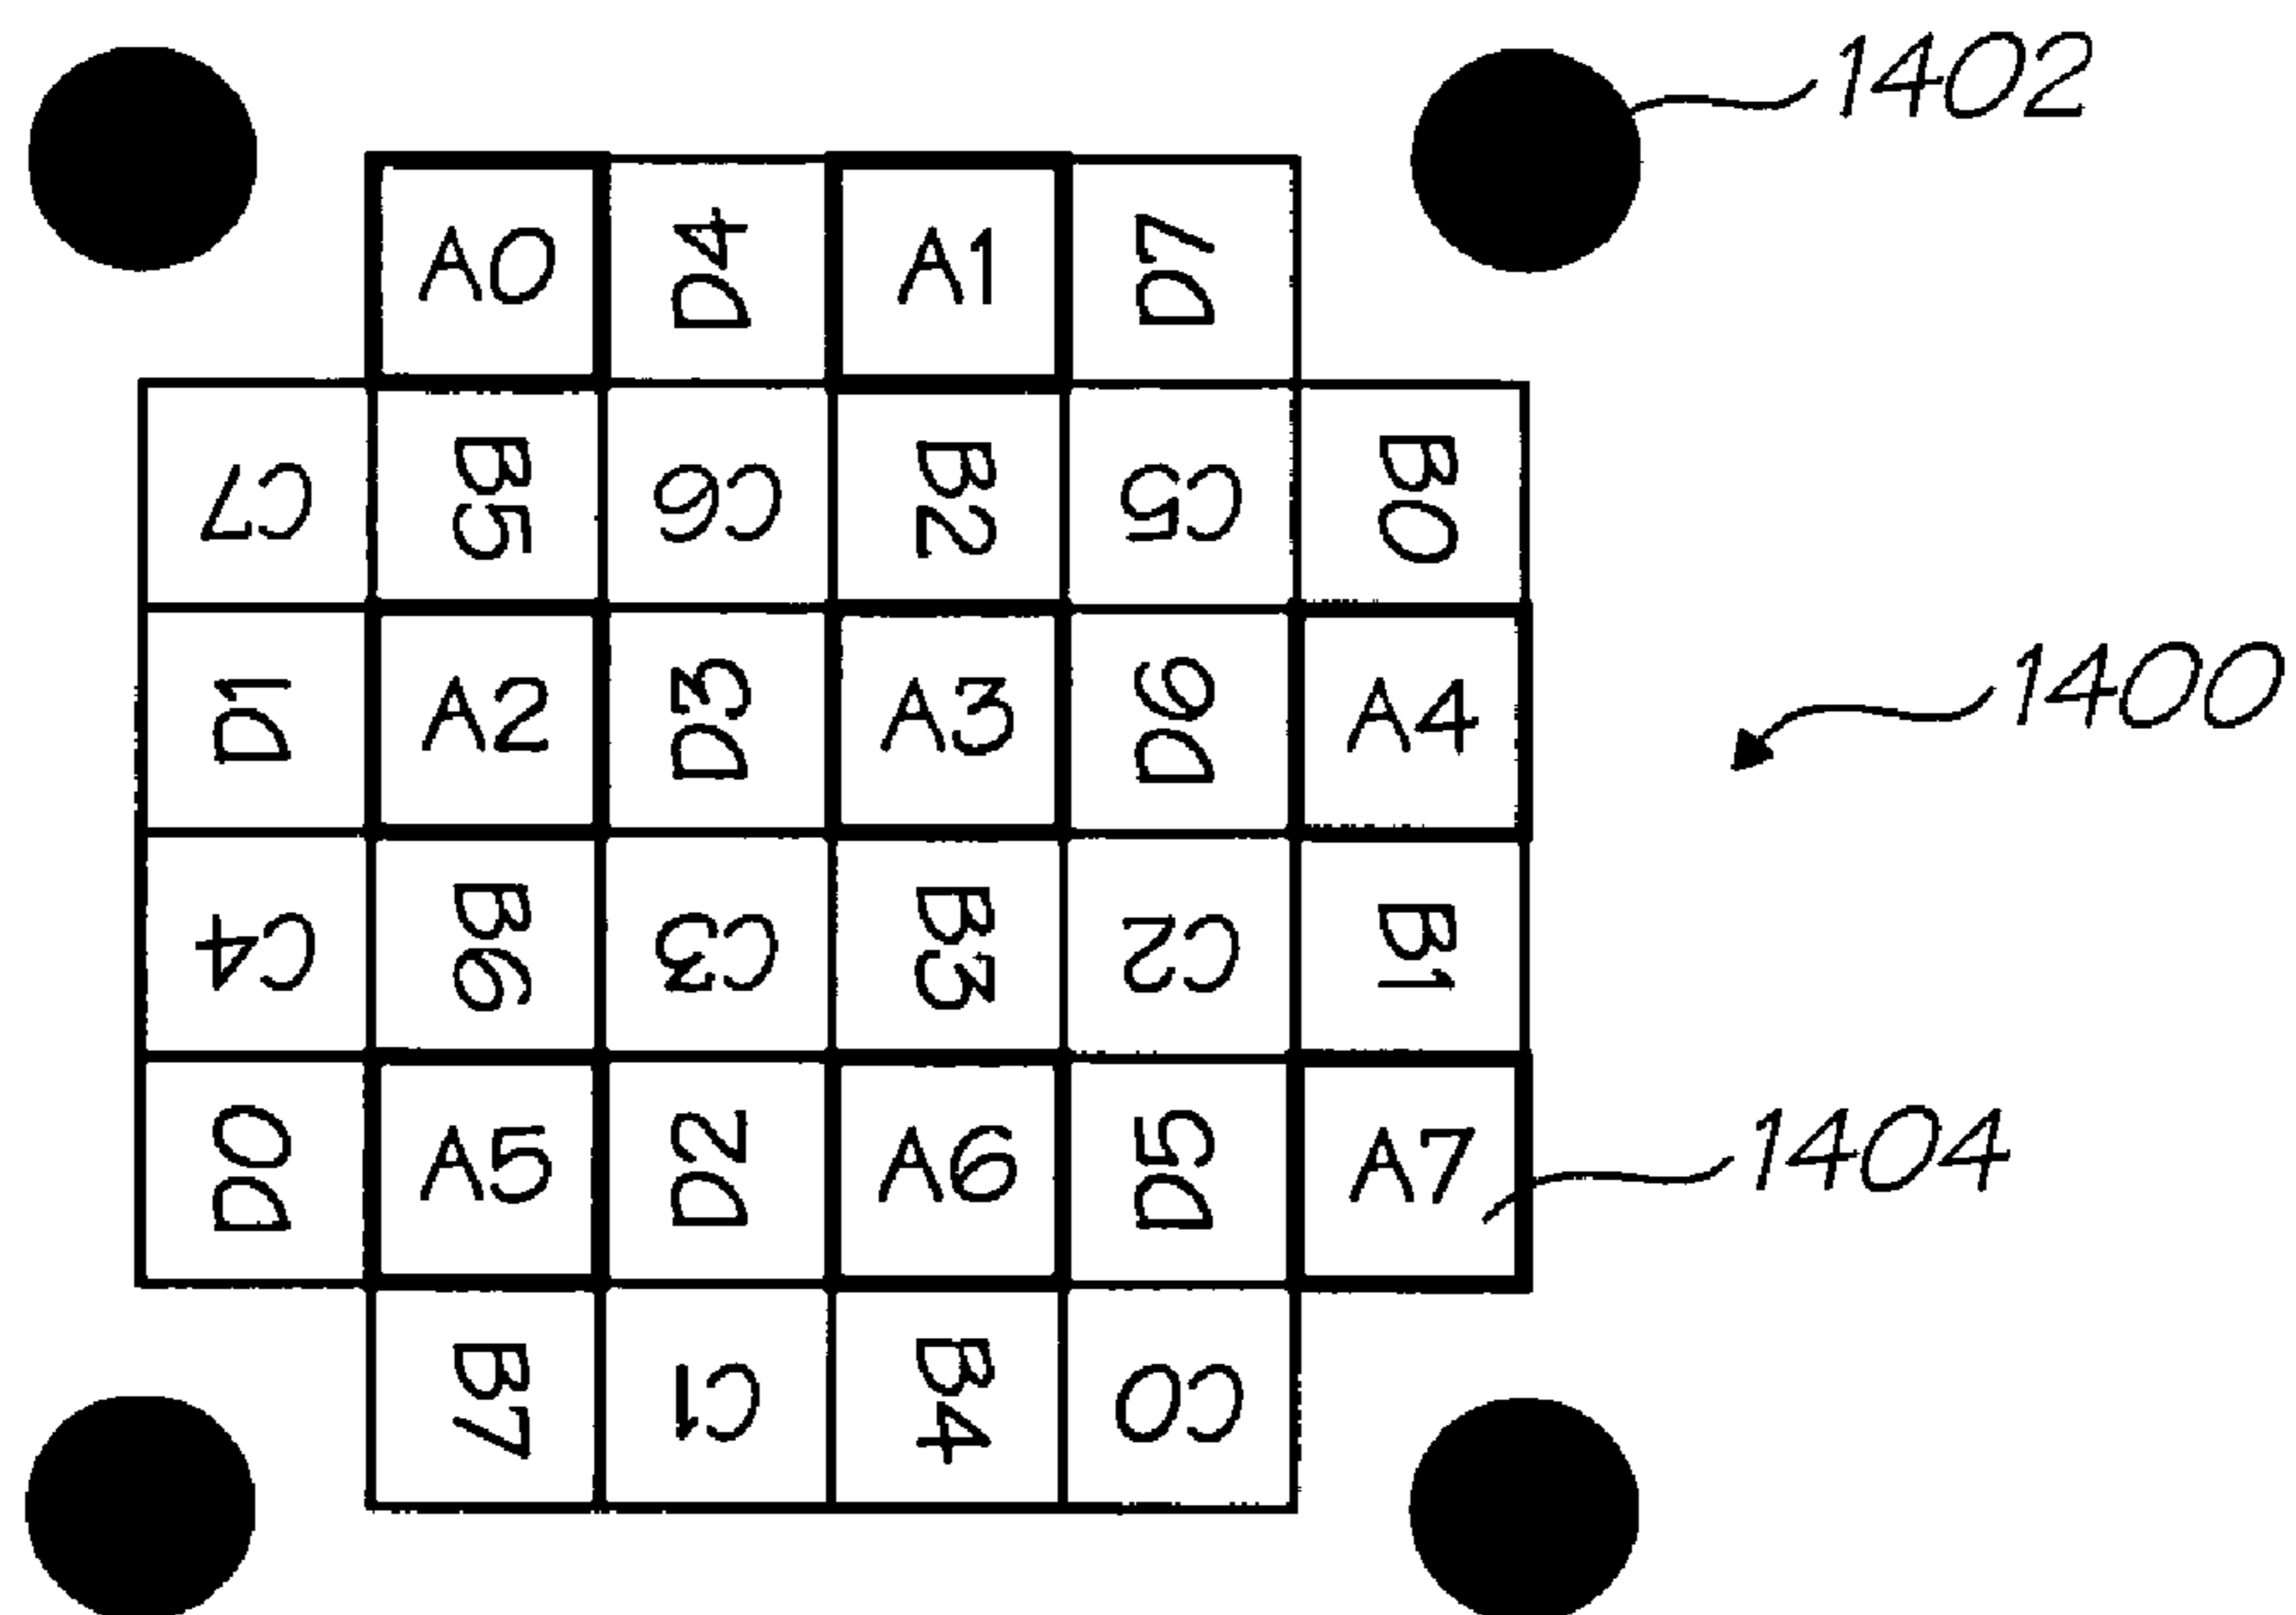 1402
A0 D4 A1 D7
C7 B5 C6 B2 C5 B0
D1 A2 D3 A3 D6 A4
1400
C4 B6 C3 B3 C2 B1
D0 A5 D2 A6 D5 A7
1404
B7 C1 B4 C0